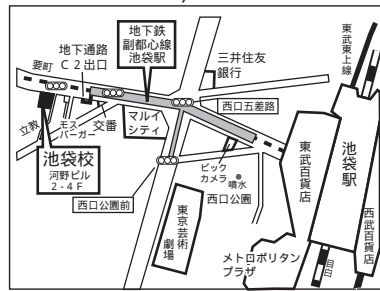 要町
地下通路
C2出口
地下鉄
副都心線
池袋駅
三井住友
銀行
東武東上線
立教
モス
バーガー
交番
マルイ
シティ
西口五差路
池袋校
河野ビル
2-4F
西口公園前
ビック
カメラ
噴水
西口公園
東武百貨店
池袋駅
西武百貨店
東京芸術
劇場
メトロポリタン
プラザ
目白